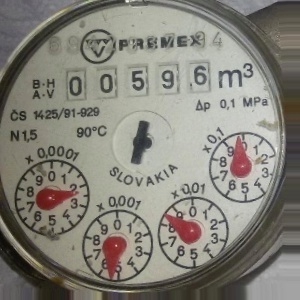 PREMEX
B-H
A-V
00596 m³
ČS 1425/91-929
Δp 0,1 MPa
N 1,5
90°C
SLOVAKIA
x 0,0001
x 0,001
x 0,01
x 0,1